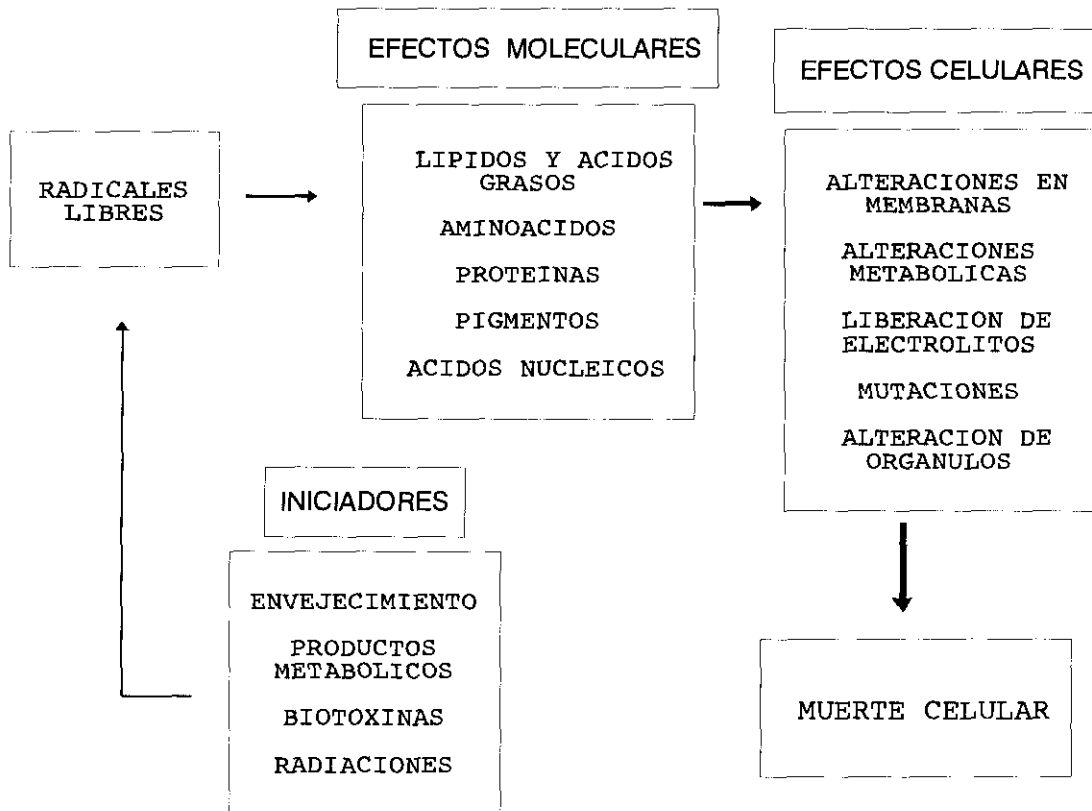 EFECTOS MOLECULARES
EFECTOS CELULARES
RADICALES
LIBRES
LIPIDOS Y ACIDOS
GRASOS
AMINOACIDOS
PROTEINAS
PIGMENTOS
ACIDOS NUCLEICOS
ALTERACIONES EN
MEMBRANAS
ALTERACIONES
METABOLICAS
LIBERACION DE
ELECTROLITOS
MUTACIONES
ALTERACION DE
ORGANULOS
INICIADORES
ENVEJECIMIENTO
PRODUCTOS
METABOLICOS
BIOTOXINAS
RADIACIONES
MUERTE CELULAR